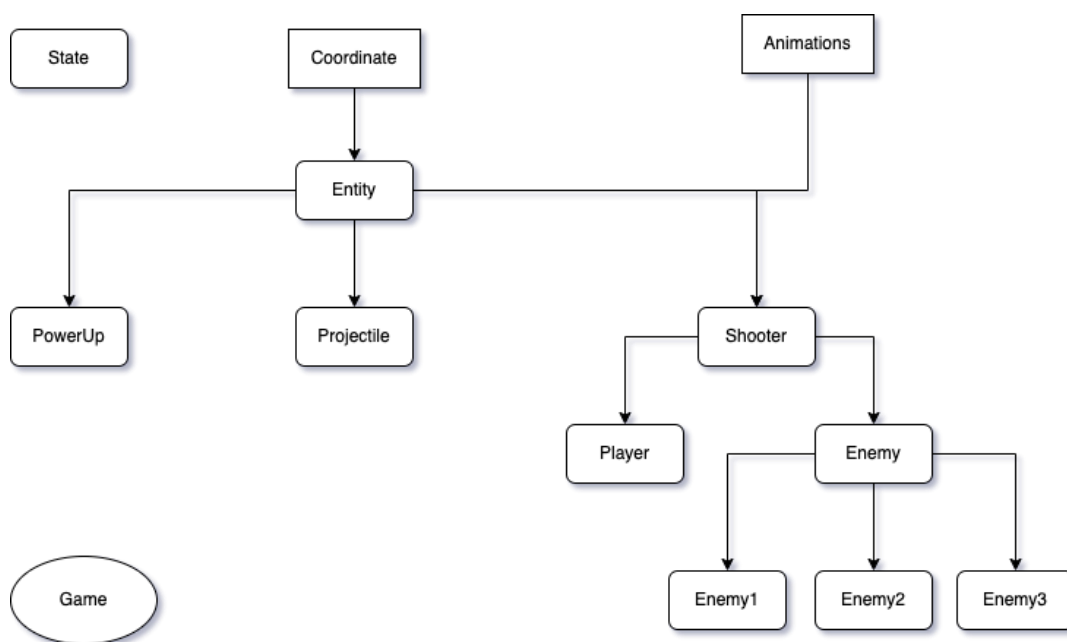 State
Coordinate
Animations
Entity
PowerUp
Projectile
Shooter
Player
Enemy
Game
Enemy1
Enemy2
Enemy3